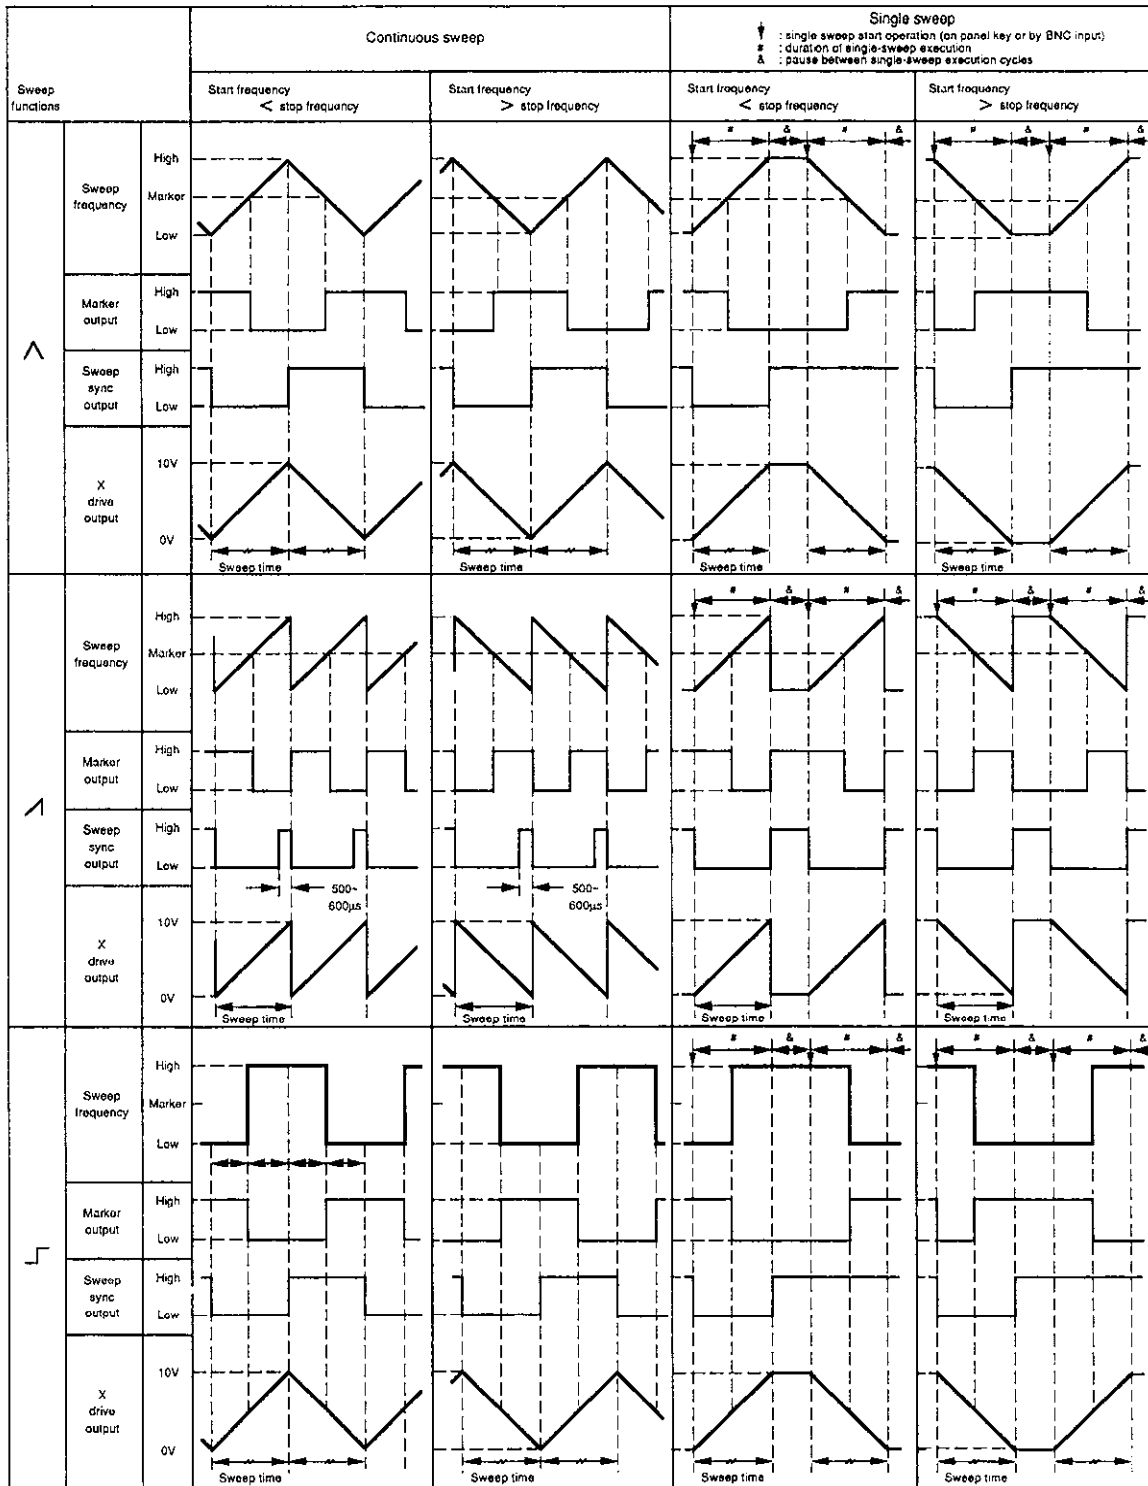 Continuous sweep
Single sweep
: single sweep start operation (on panel key or by BNC input)
# : duration of single-sweep execution
& : pause between single-sweep execution cycles
Sweep
functions
Start frequency
< stop frequency
Start frequency
> stop frequency
Start frequency
< stop frequency
Start frequency
> stop frequency
# & # &
# & # &
Sweep
frequency
High
Marker
Low
Marker
output
High
Low
Sweep
sync
output
High
Low
X
drive
output
10V
0V
Sweep time
Sweep time
Sweep time
Sweep time
# & # &
# & # &
Sweep
frequency
High
Marker
Low
Marker
output
High
Low
Sweep
sync
output
High
Low
500~
600µs
500~
600µs
X
drive
output
10V
0V
Sweep time
Sweep time
Sweep time
Sweep time
# & # &
# & # &
Sweep
frequency
High
Marker
Low
Marker
output
High
Low
Sweep
sync
output
High
Low
X
drive
output
10V
0V
Sweep time
Sweep time
Sweep time
Sweep time